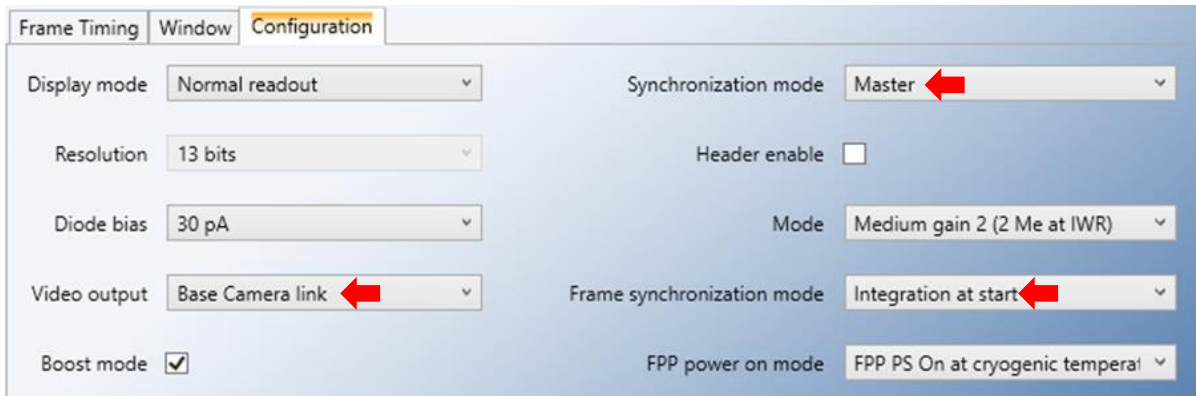 Frame Timing Window Configuration
Display mode Normal readout Synchronization mode Master
Resolution 13 bits Header enable
Diode bias 30 pA Mode Medium gain 2 (2 Me at IWR)
Video output Base Camera link Frame synchronization mode Integration at start
Boost mode FPP power on mode FPP PS On at cryogenic temperat